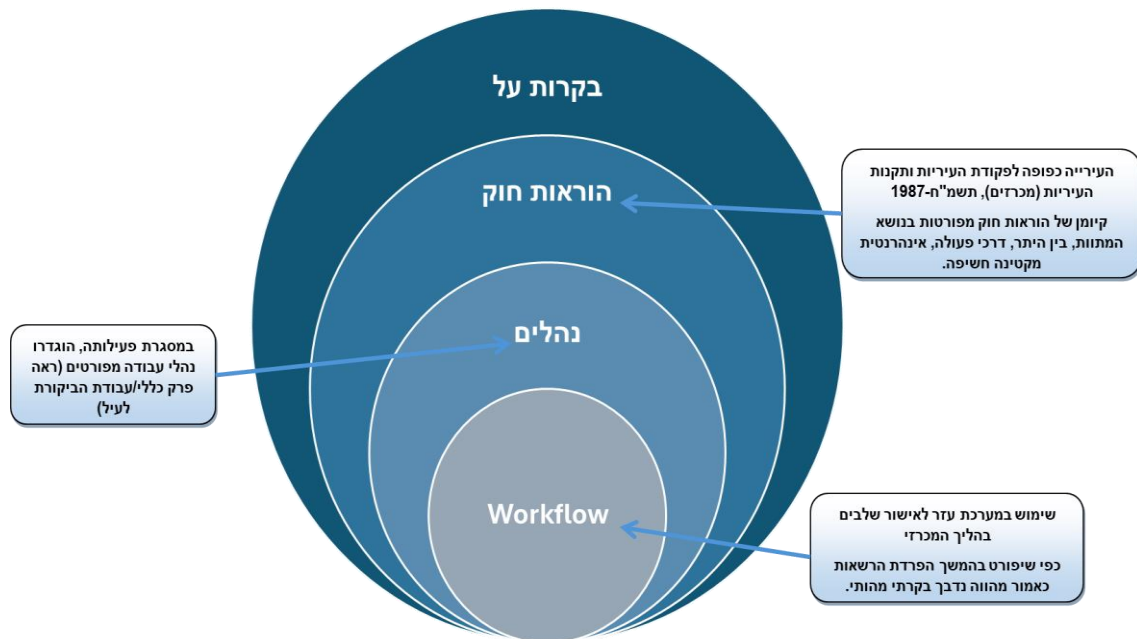 בקרות על
הוראות חוק
העירייה כפופה לפקודת העיריות ותקנות
העיריות (מכרזים), תשמ"ח-1987
קיומן של הוראות חוק מפורטות בנושא
המתוות, בין היתר, דרכי פעולה, אינהרנטית
מקטינה חשיפה.
נהלים
במסגרת פעילותה, הוגדרו
נהלי עבודה מפורטים (ראה
פרק כללי/עבודת הביקורת
לעיל)
Workflow
שימוש במערכת עזר לאישור שלבים
בהליך המכרזי
כפי שיפורט בהמשך הפרדת הרשאות
כאמור מהווה נדבך בקרתי מהותי.